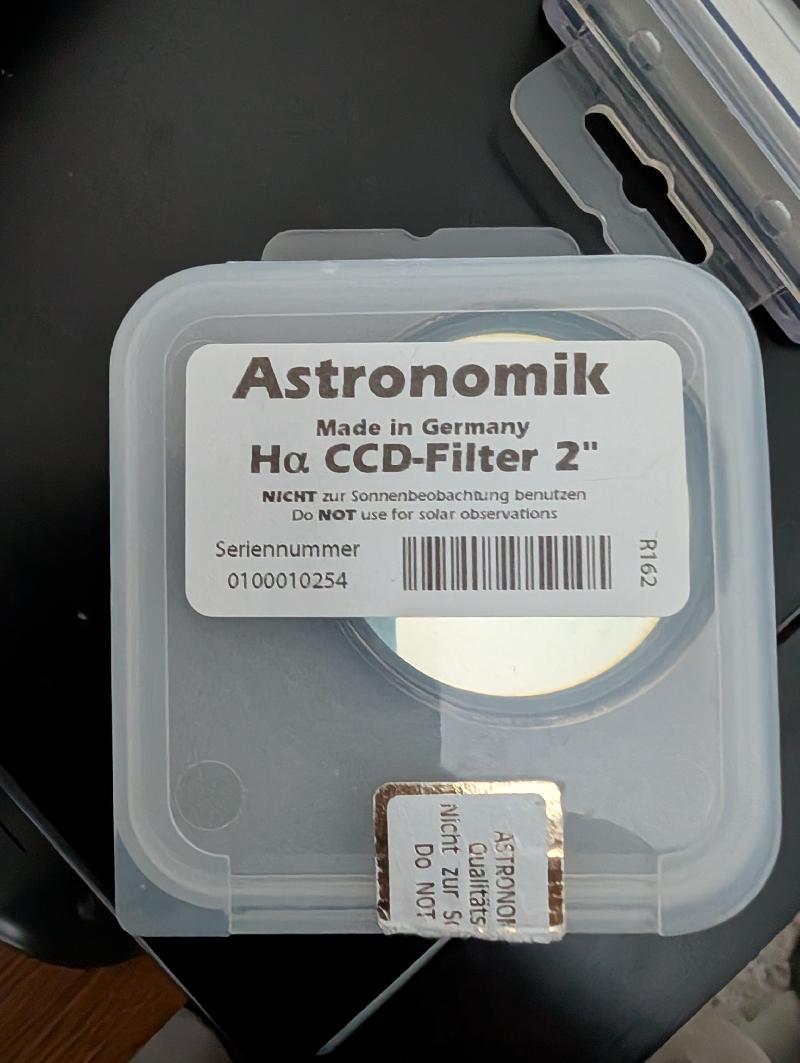 Astronomik
Made in Germany
Hα CCD-Filter 2"
NICHT zur Sonnenbeobachtung benutzen
Do NOT use for solar observations
Seriennummer
0100010254
R162
Qualitäts
Nicht zur
Do NOT